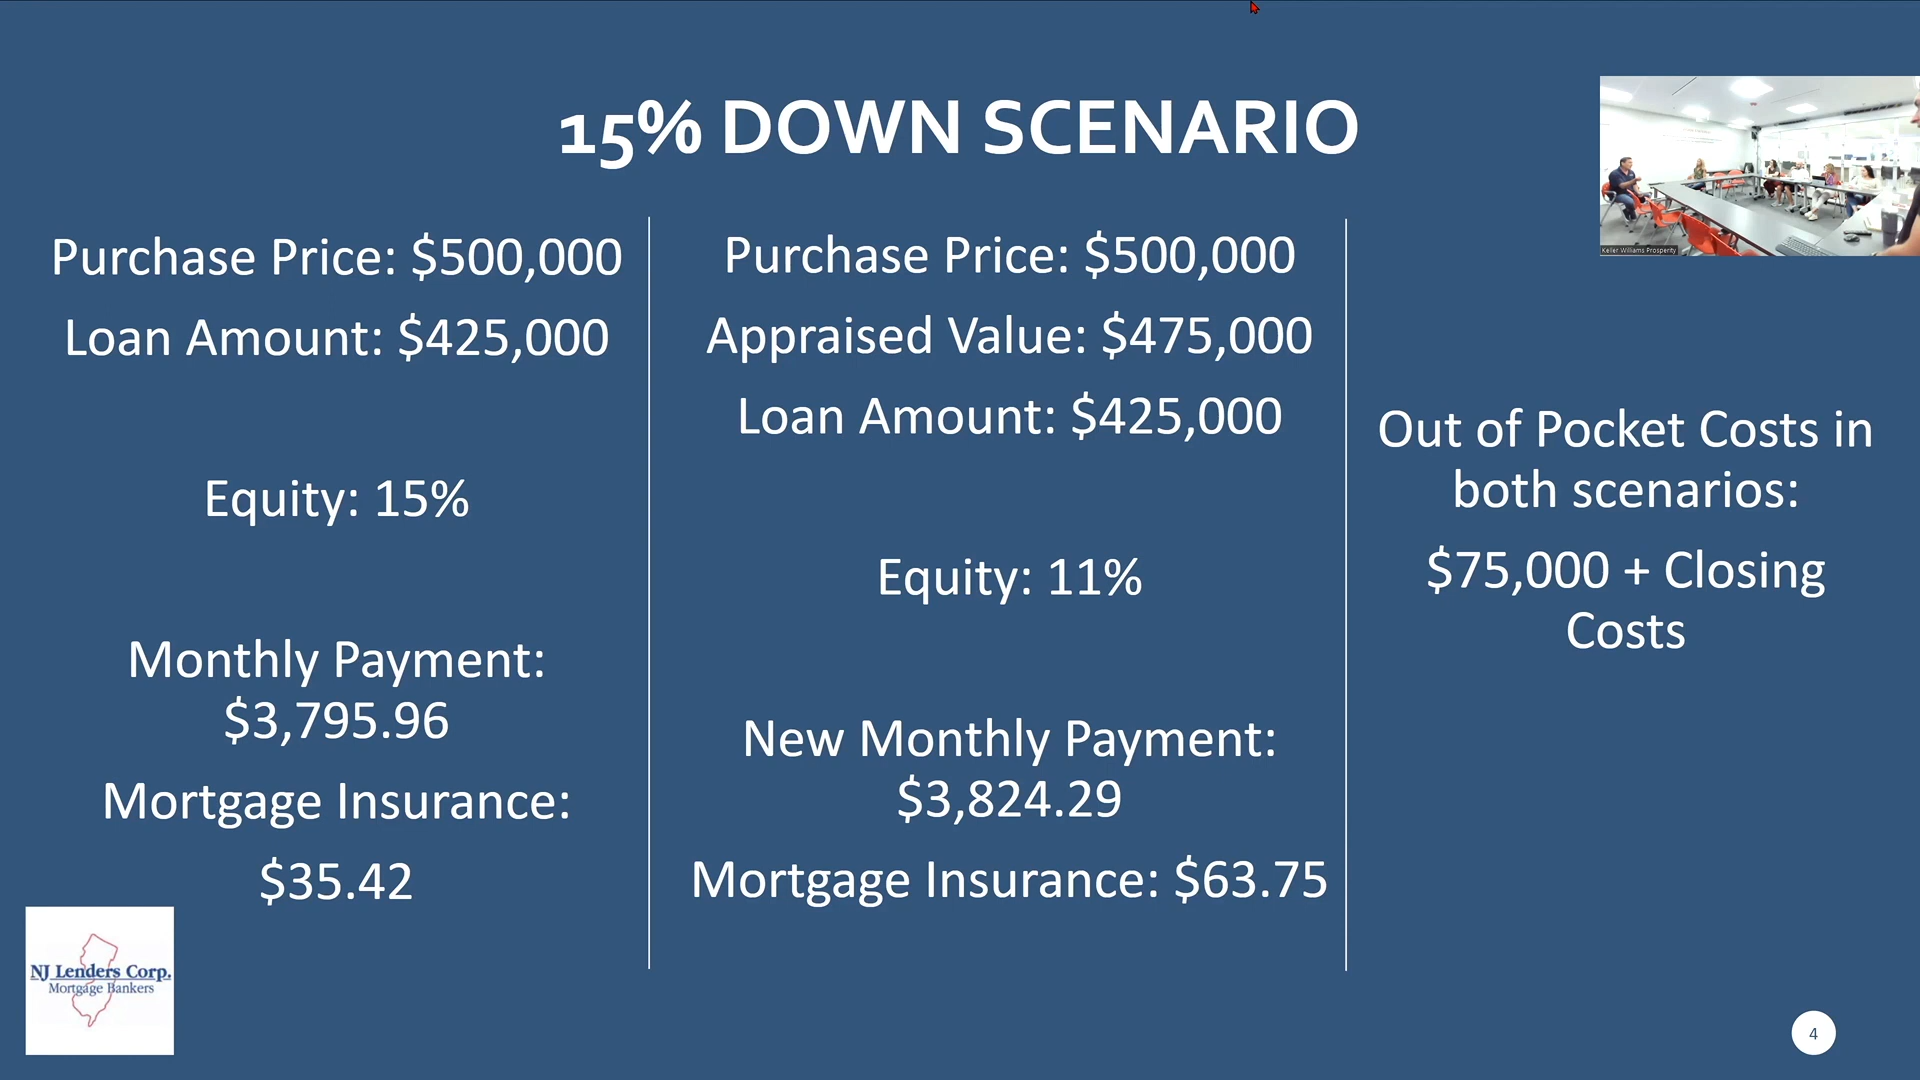 15% DOWN SCENARIO
Purchase Price: $500,000
Loan Amount: $425,000
Equity: 15%
Monthly Payment:
$3,795.96
Mortgage Insurance:
$35.42
Purchase Price: $500,000
Appraised Value: $475,000
Loan Amount: $425,000
Equity: 11%
New Monthly Payment:
$3,824.29
Mortgage Insurance: $63.75
Out of Pocket Costs in
both scenarios:
$75,000 + Closing
Costs
Keller Williams Prosperity
NJ Lenders Corp.
Mortgage Bankers
4